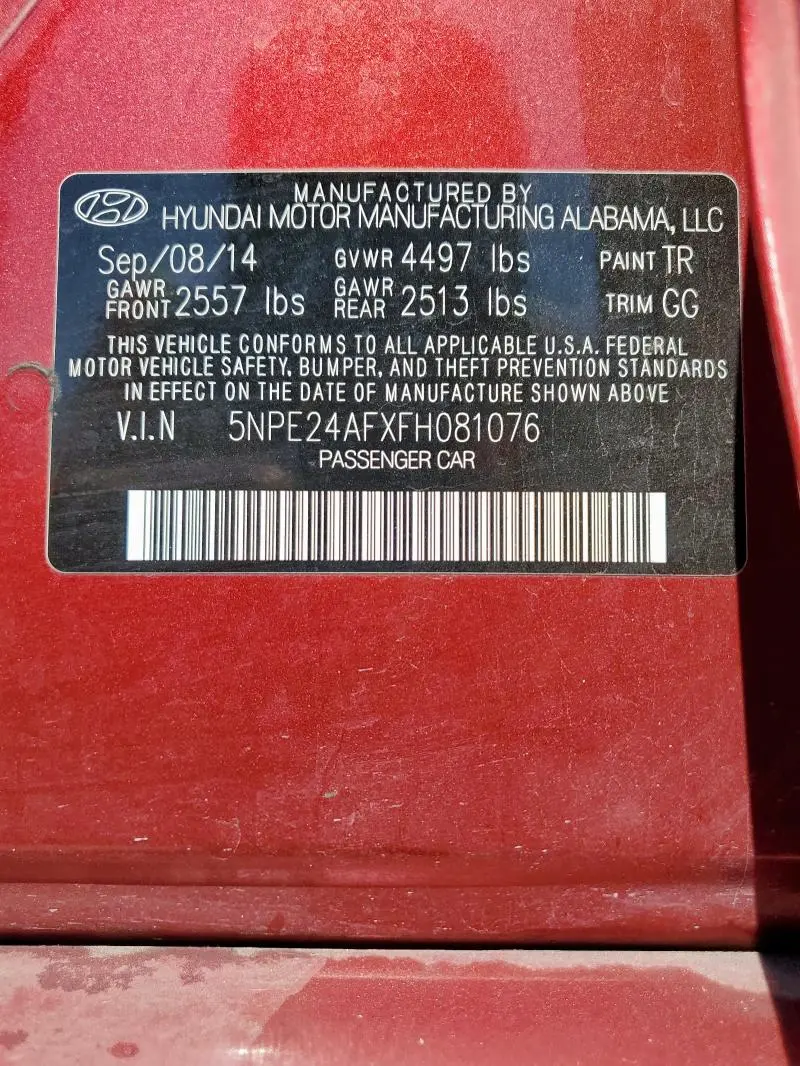 MANUFACTURED BY
HYUNDAI MOTOR MANUFACTURING ALABAMA, LLC
Sep/08/14 GVWR 4497 lbs PAINT TR
GAWR FRONT 2557 lbs GAWR REAR 2513 lbs TRIM GG
THIS VEHICLE CONFORMS TO ALL APPLICABLE U.S.A. FEDERAL
MOTOR VEHICLE SAFETY, BUMPER, AND THEFT PREVENTION STANDARDS
IN EFFECT ON THE DATE OF MANUFACTURE SHOWN ABOVE
V.I.N 5NPE24AFXFH081076
PASSENGER CAR